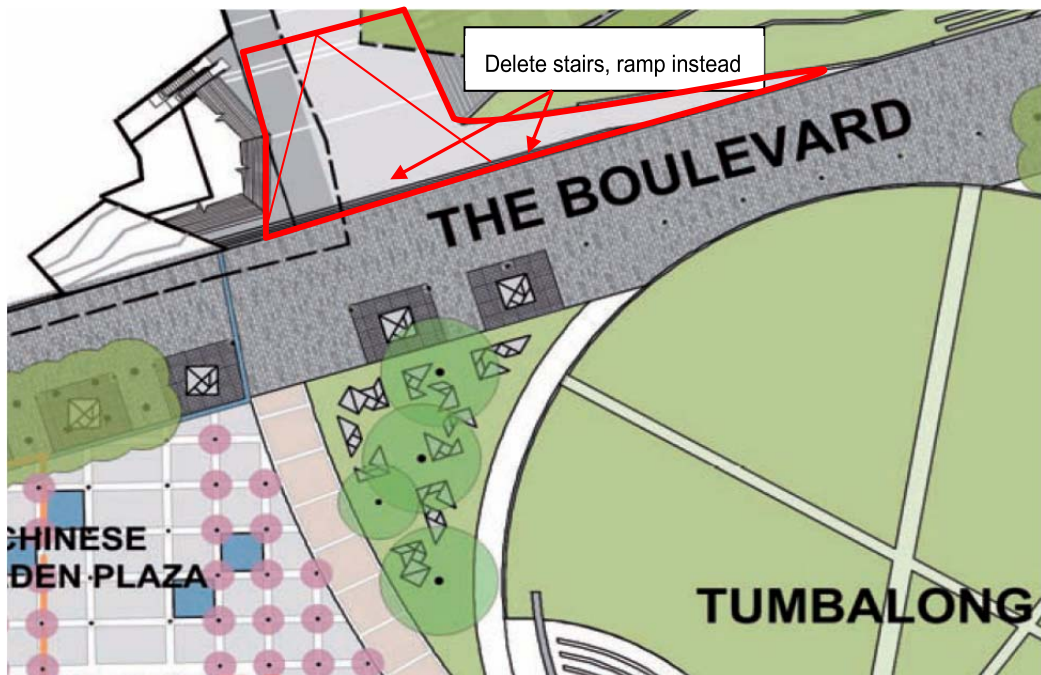 Delete stairs, ramp instead
THE BOULEVARD
CHINESE
DEN PLAZA
TUMBALONG